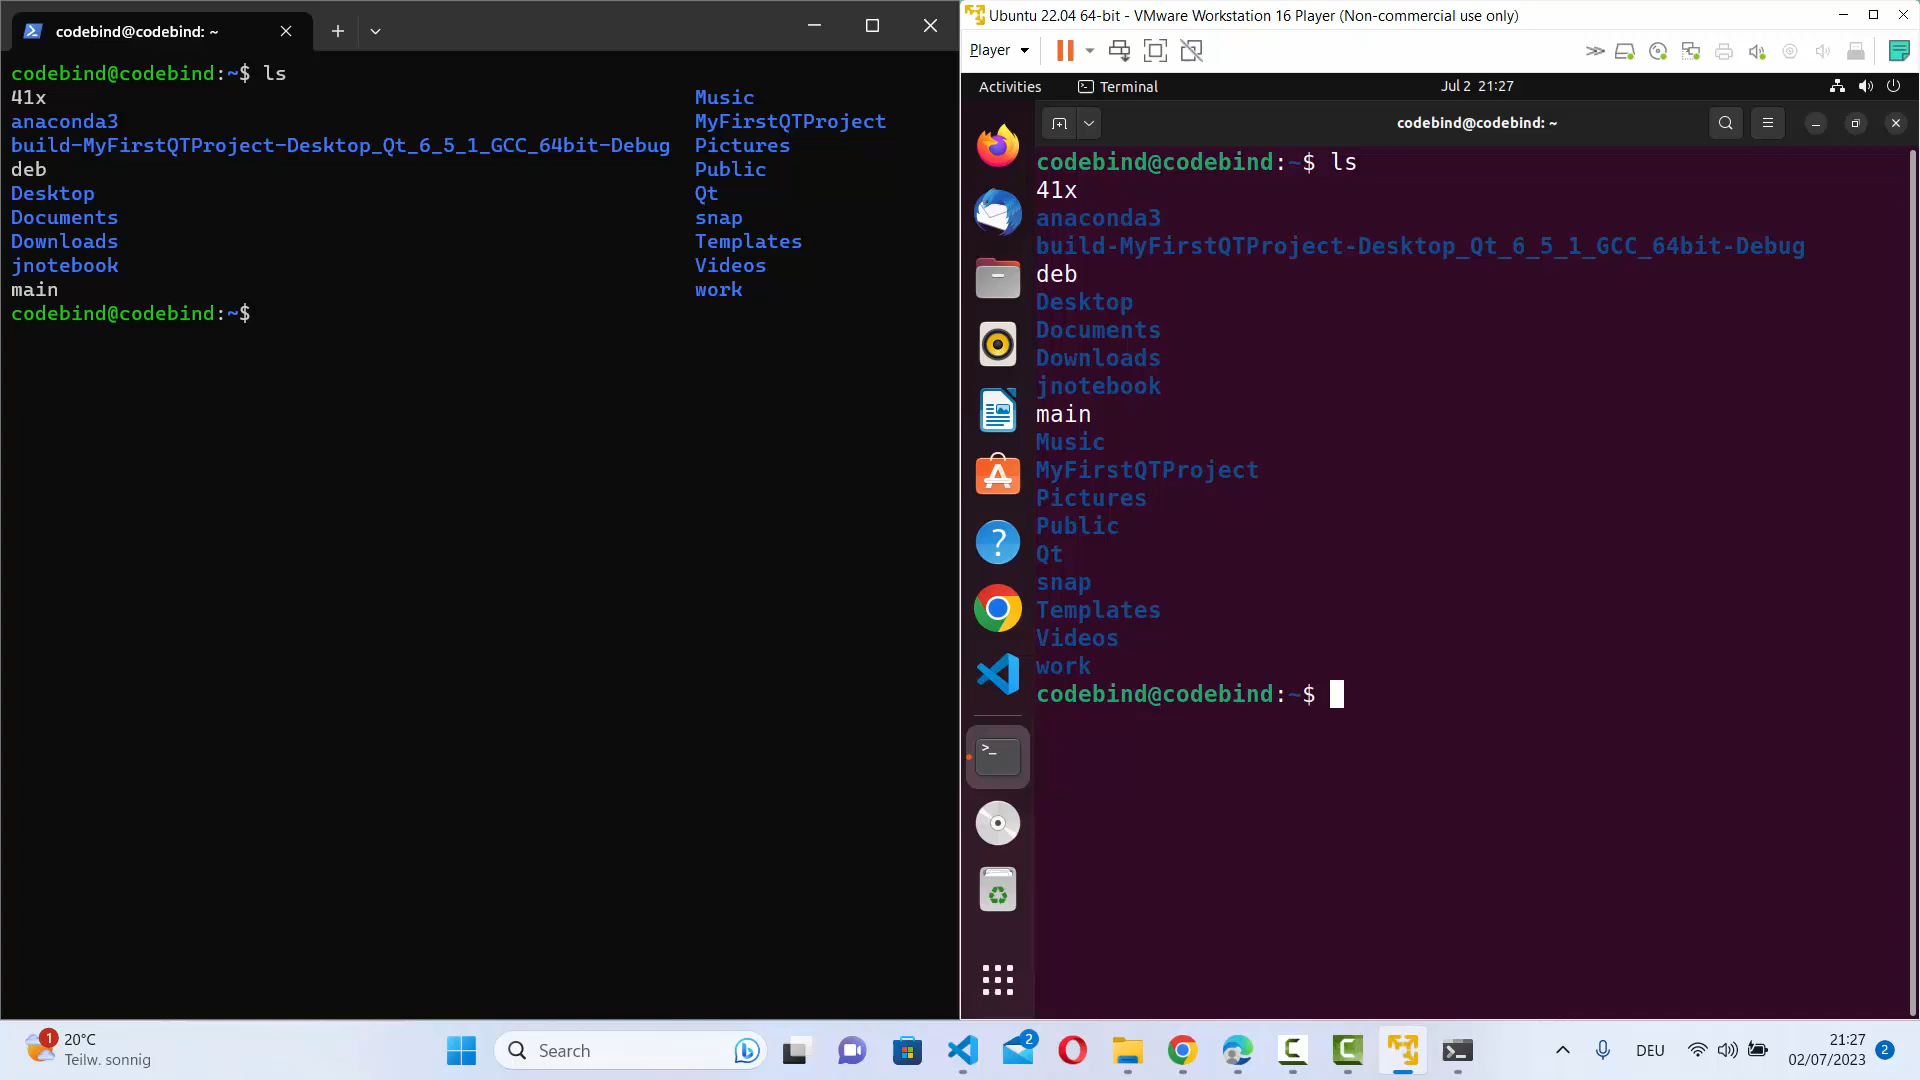 codebind@codebind: ~
codebind@codebind:~$ ls
41x Music
anaconda3 MyFirstQTProject
build-MyFirstQTProject-Desktop_Qt_6_5_1_GCC_64bit-Debug Pictures
deb Public
Desktop Qt
Documents snap
Downloads Templates
jnotebook Videos
main work
codebind@codebind:~$
Ubuntu 22.04 64-bit - VMware Workstation 16 Player (Non-commercial use only)
Player
Activities Terminal Jul 2 21:27
codebind@codebind: ~
codebind@codebind:~$ ls
41x
anaconda3
build-MyFirstQTProject-Desktop_Qt_6_5_1_GCC_64bit-Debug
deb
Desktop
Documents
Downloads
jnotebook
main
Music
MyFirstQTProject
Pictures
Public
Qt
snap
Templates
Videos
work
codebind@codebind:~$
1 20°C
Teilw. sonnig
Search
2
DEU
21:27
02/07/2023
2